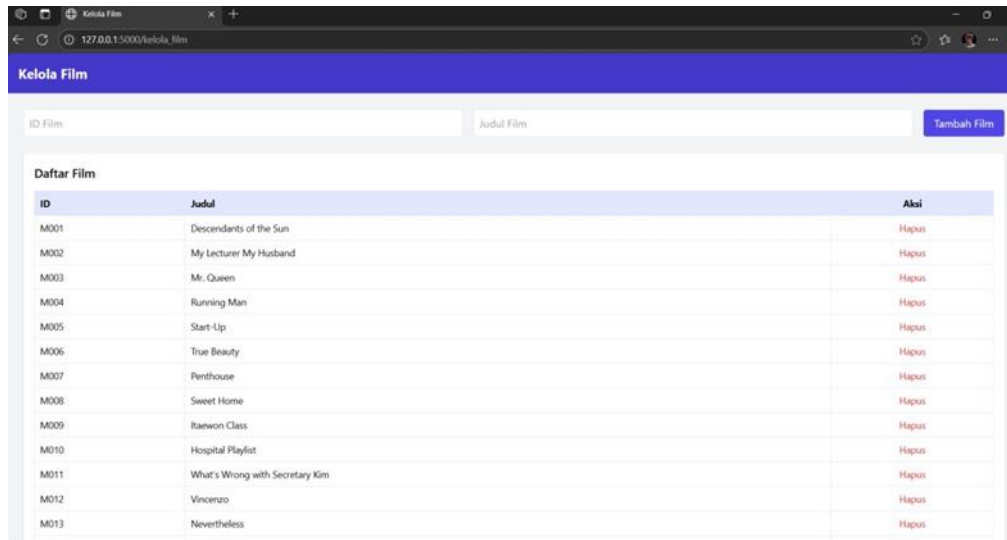 Kelola Film
127.0.0.1:5000/kelola_film
Kelola Film
ID Film Judul Film Tambah Film
Daftar Film
ID Judul Aksi
M001 Descendants of the Sun Hapus
M002 My Lecturer My Husband Hapus
M003 Mr. Queen Hapus
M004 Running Man Hapus
M005 Start-Up Hapus
M006 True Beauty Hapus
M007 Penthouse Hapus
M008 Sweet Home Hapus
M009 Itaewon Class Hapus
M010 Hospital Playlist Hapus
M011 What's Wrong with Secretary Kim Hapus
M012 Vincenzo Hapus
M013 Nevertheless Hapus